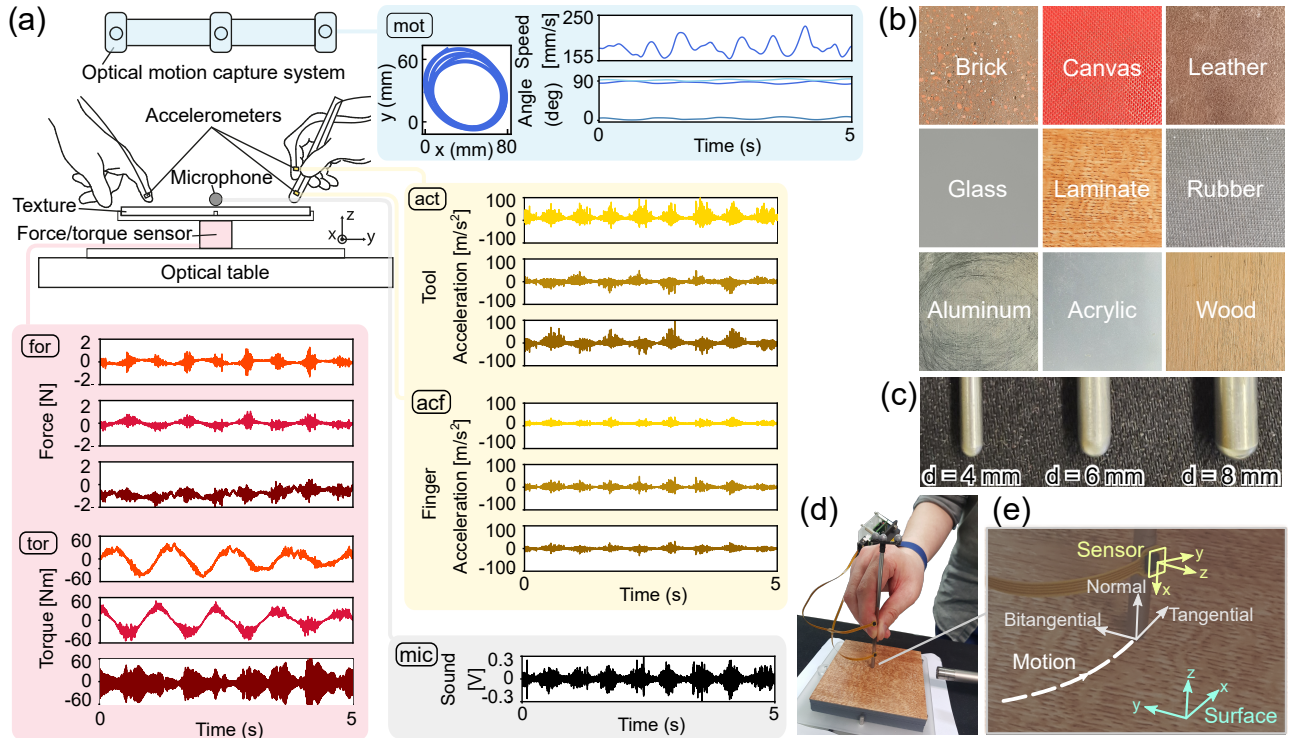 (a)
Optical motion capture system
Accelerometers
Microphone
Texture
Force/torque sensor
z
x
y
Optical table
mot
y (mm)
60
0
0
x (mm)
80
Speed
[mm/s]
250
155
Angle
(deg)
90
0
0
5
Time (s)
act
Tool
Acceleration [m/s²]
100
0
-100
100
0
-100
100
0
-100
acf
Finger
Acceleration [m/s²]
100
0
-100
100
0
-100
100
0
-100
0
5
Time (s)
for
Force [N]
2
0
-2
2
0
-2
2
0
-2
tor
Torque [Nm]
60
0
-60
60
0
-60
60
0
-60
0
5
Time (s)
mic
Sound
[V]
0.3
0
-0.3
0
5
Time (s)
(b)
Brick
Canvas
Leather
Glass
Laminate
Rubber
Aluminum
Acrylic
Wood
(c)
d = 4 mm
d = 6 mm
d = 8 mm
(d)
(e)
Sensor
y
z
x
Normal
Bitangential
Tangential
Motion
z
x
y
Surface